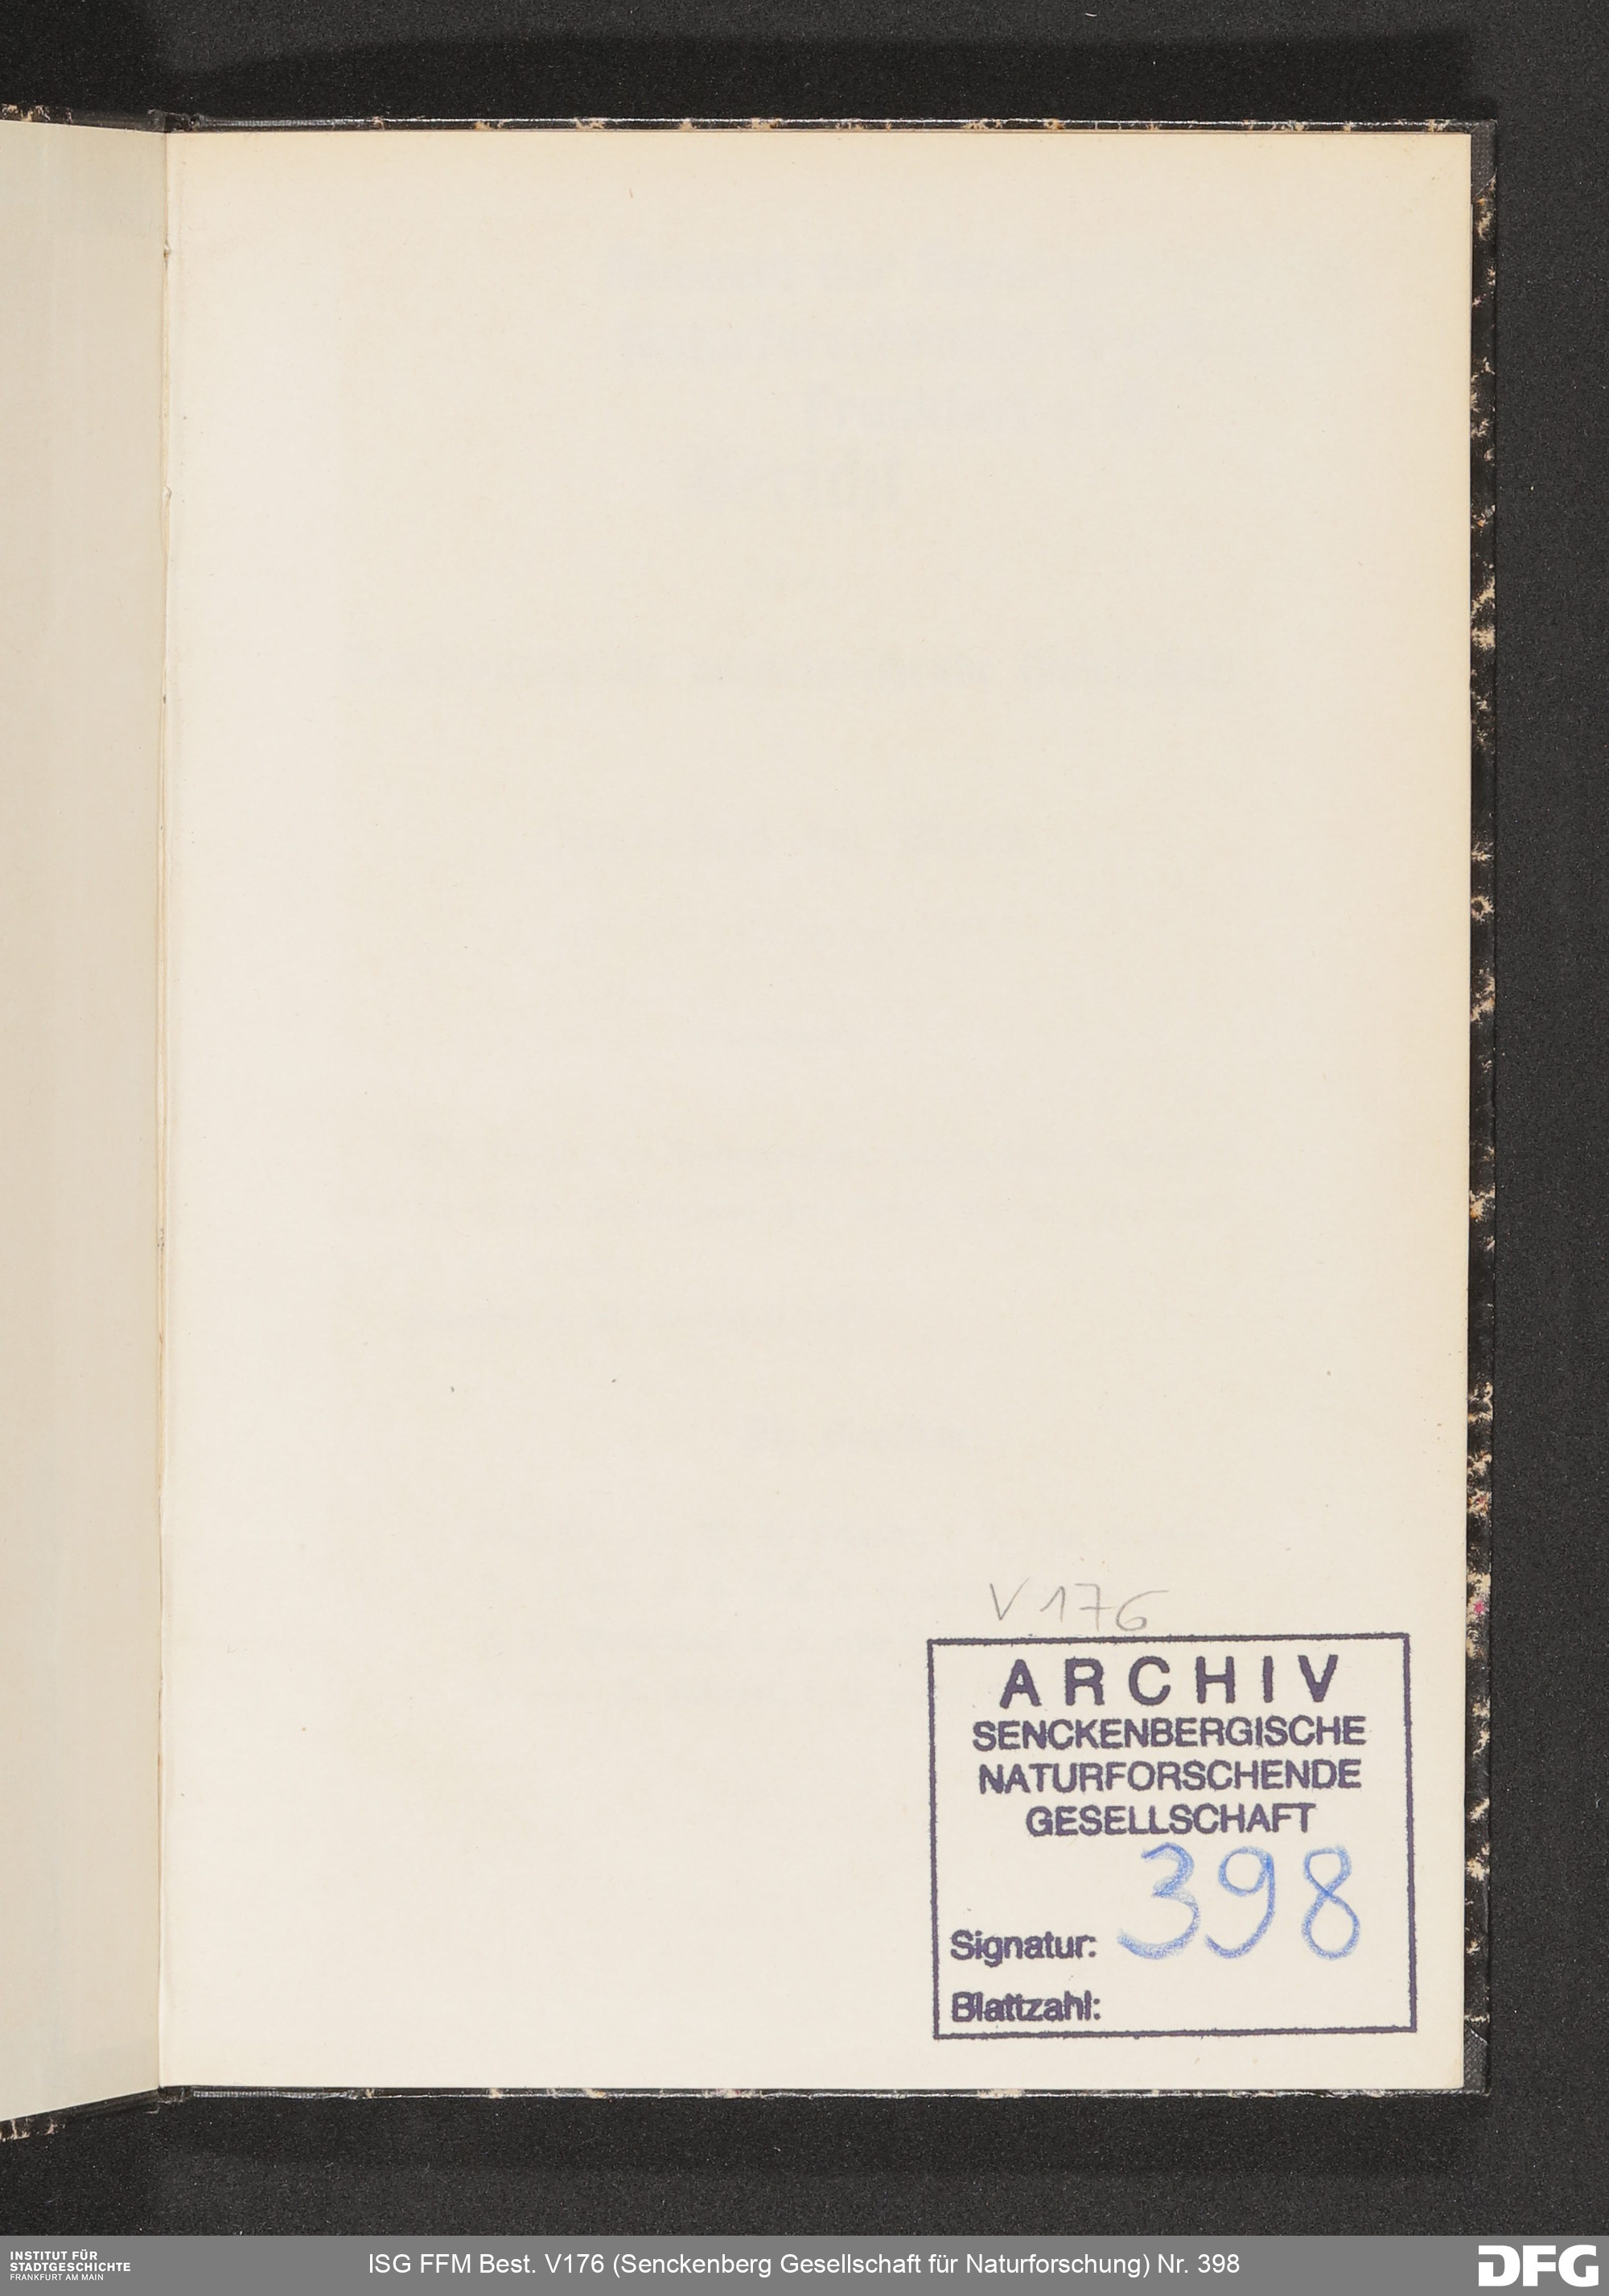 V 176
ARCHIV
SENCKENBERGISCHE
NATURFORSCHENDE
GESELLSCHAFT
Signatur: 398
Blattzahl:
INSTITUT FÜR
STADTGESCHICHTE
FRANKFURT AM MAIN
ISG FFM Best. V176 (Senckenberg Gesellschaft für Naturforschung) Nr. 398
DFG